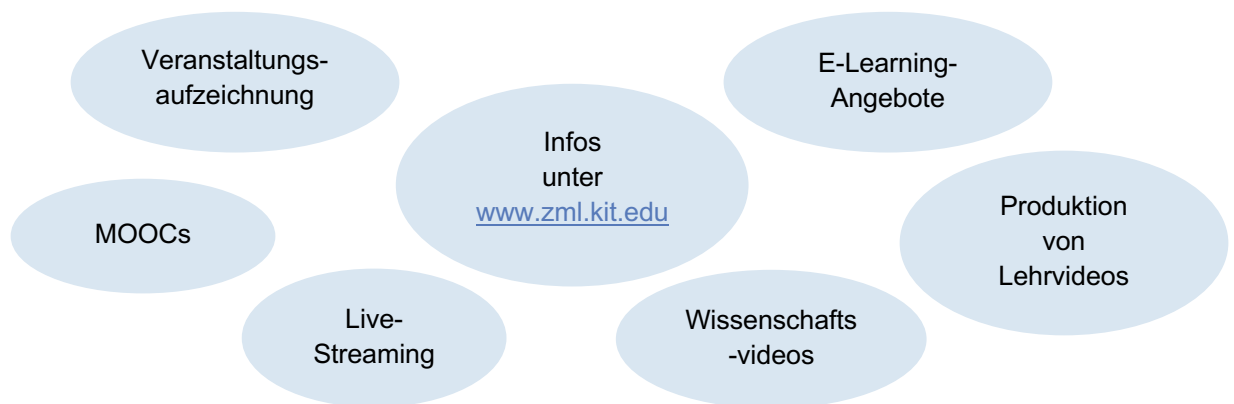 Veranstaltungs-
aufzeichnung
E-Learning-
Angebote
Infos
unter
www.zml.kit.edu
MOOCs
Produktion
von
Lehrvideos
Live-
Streaming
Wissenschafts
-videos